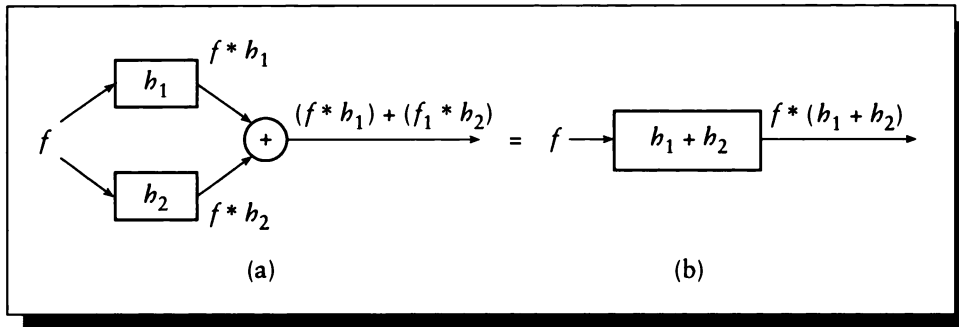 f * h₁
h₁
(f * h₁) + (f₁ * h₂)
f
+
=
f
h₁ + h₂
f * (h₁ + h₂)
h₂
f * h₂
(a)
(b)